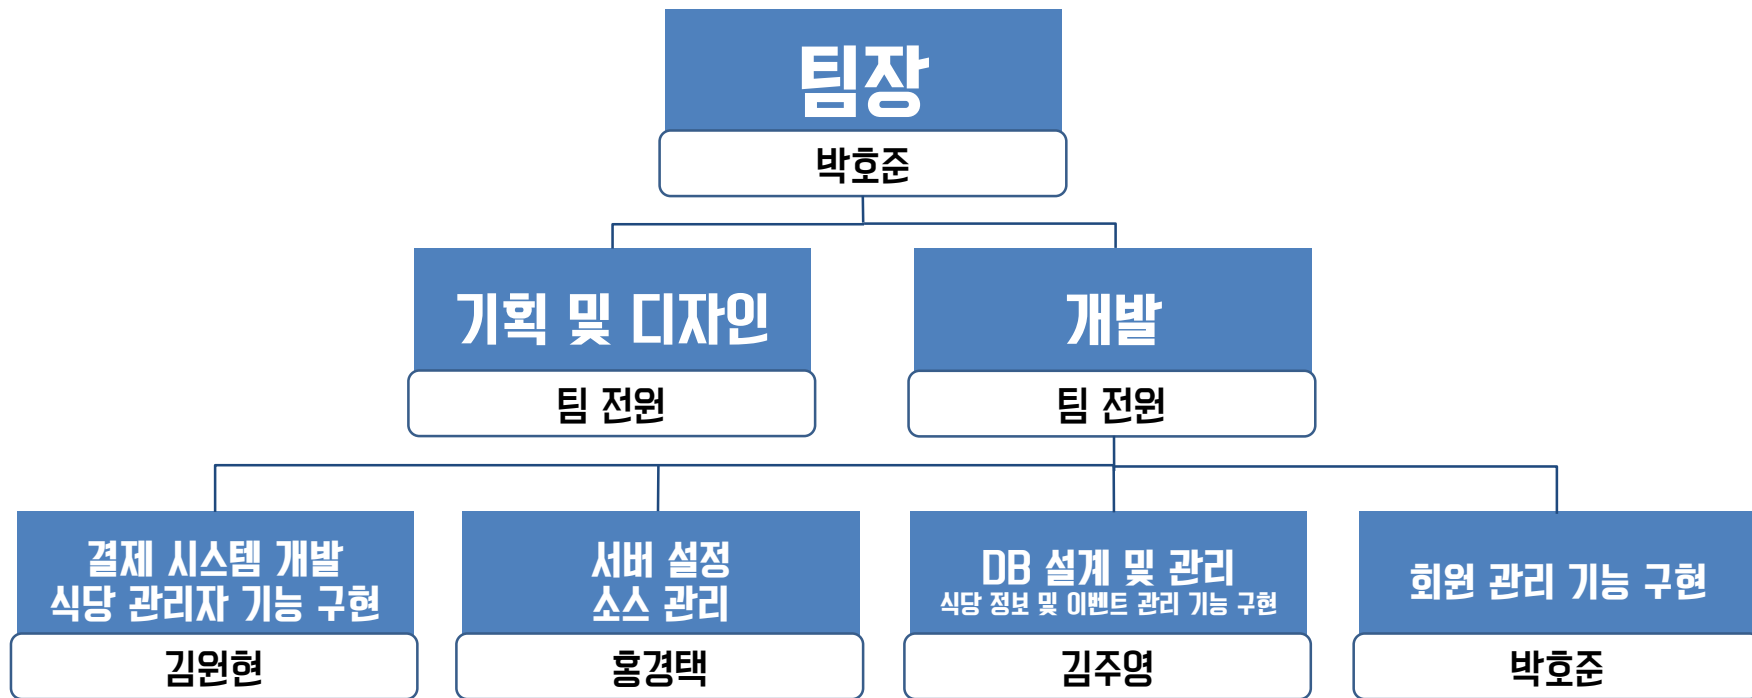 팀장
박호준
기획 및 디자인
개발
팀 전원
팀 전원
결제 시스템 개발
식당 관리자 기능 구현
서버 설정
소스 관리
DB 설계 및 관리
식당 정보 및 이벤트 관리 기능 구현
회원 관리 기능 구현
김원현
홍경택
김주영
박호준